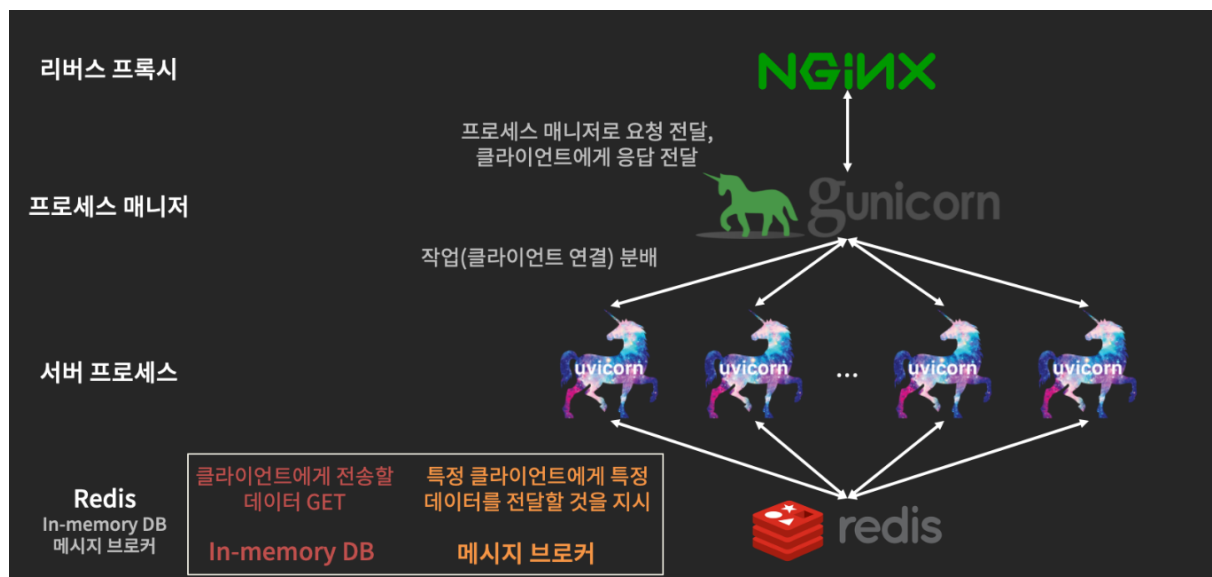 리버스 프록시
NGiNX
프로세스 매니저로 요청 전달,
클라이언트에게 응답 전달
프로세스 매니저
gunicorn
작업(클라이언트 연결) 분배
서버 프로세스
uvicorn
uvicorn
...
uvicorn
uvicorn
Redis
In-memory DB
메시지 브로커
클라이언트에게 전송할
데이터 GET
In-memory DB
특정 클라이언트에게 특정
데이터를 전달할 것을 지시
메시지 브로커
redis